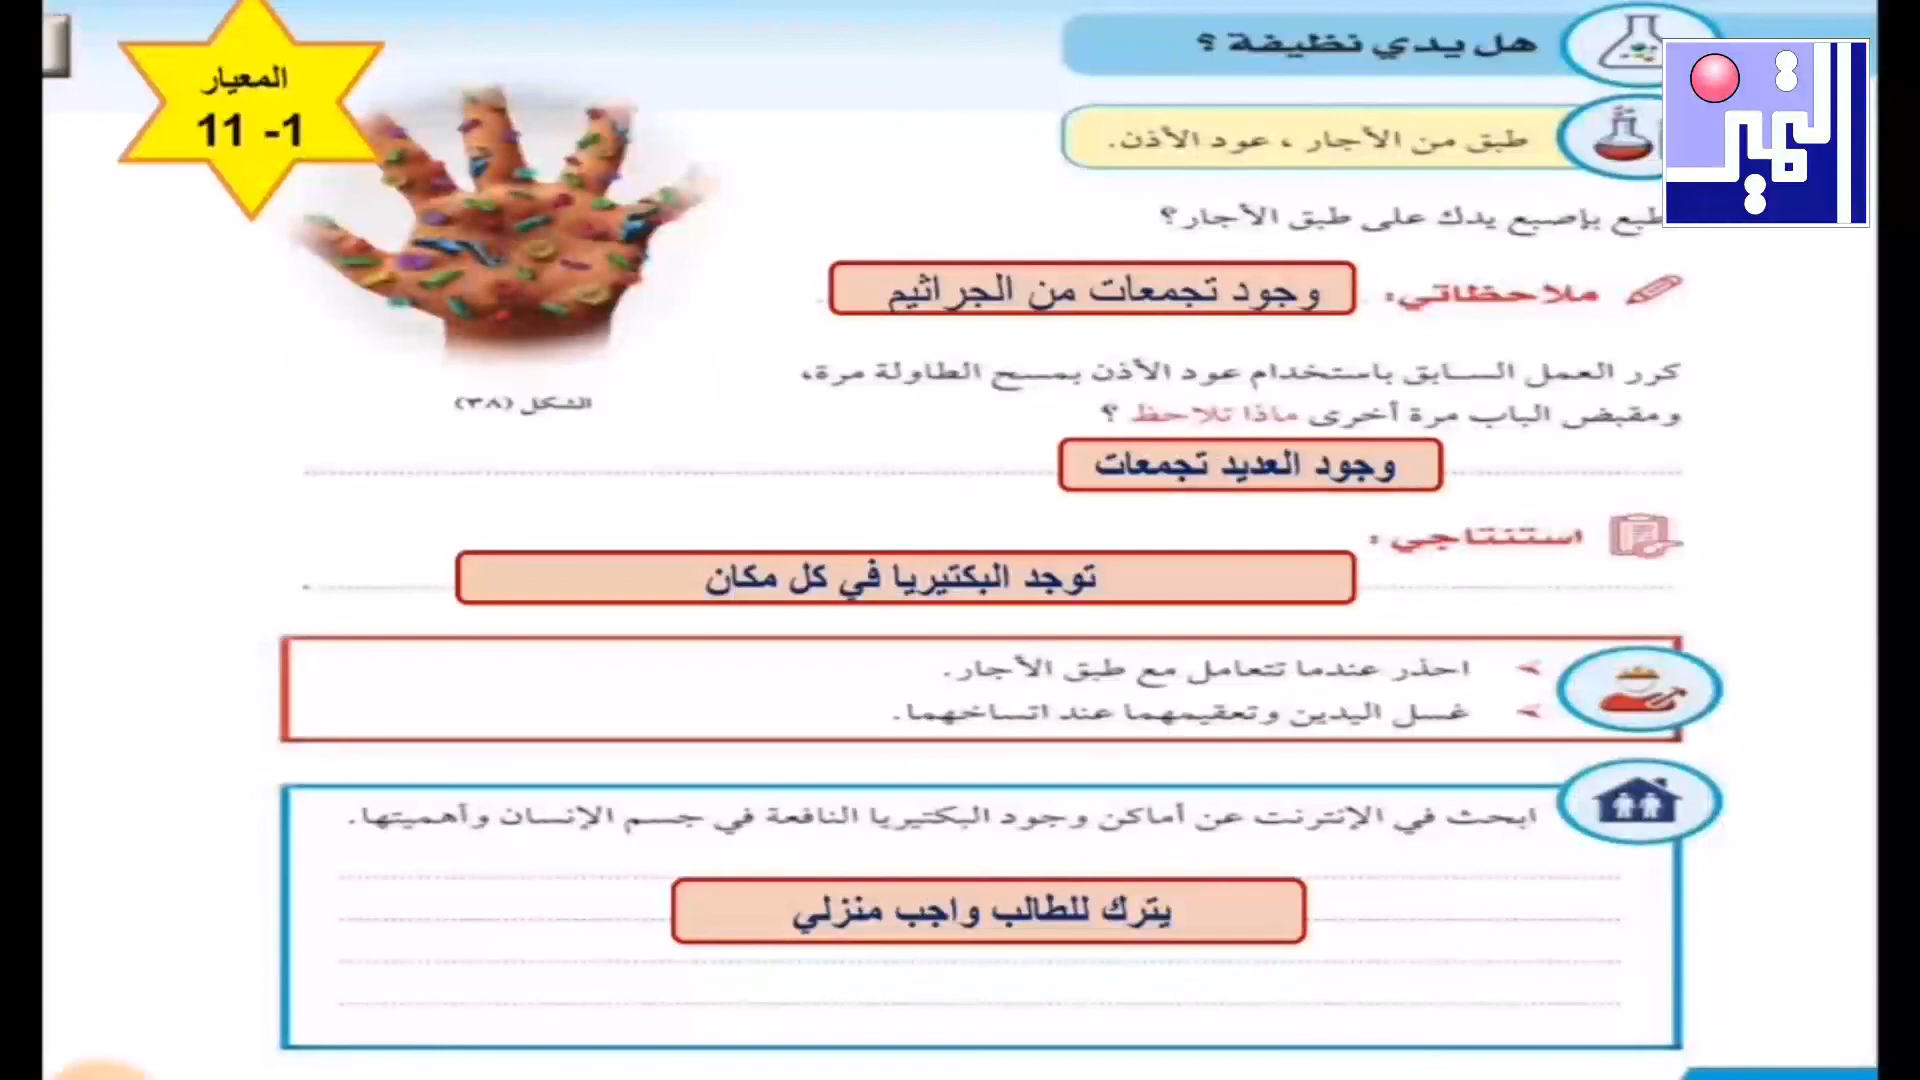 هل يدي نظيفة ؟
المعيار
11 -1
طبق من الأجار ، عود الأذن.
بإصبع يدك على طبق الأجار؟
ملاحظاتي:
وجود تجمعات من الجراثيم
كرر العمل السابق باستخدام عود الأذن بمسح الطاولة مرة،
ومقبض الباب مرة أخرى ماذا تلاحظ ؟
الشكل (٣٨)
وجود العديد تجمعات
استنتاجي :
توجد البكتيريا في كل مكان
احذر عندما تتعامل مع طبق الأجار.
غسل اليدين وتعقيمهما عند اتساخهما.
ابحث في الإنترنت عن أماكن وجود البكتيريا النافعة في جسم الإنسان وأهميتها.
يترك للطالب واجب منزلي